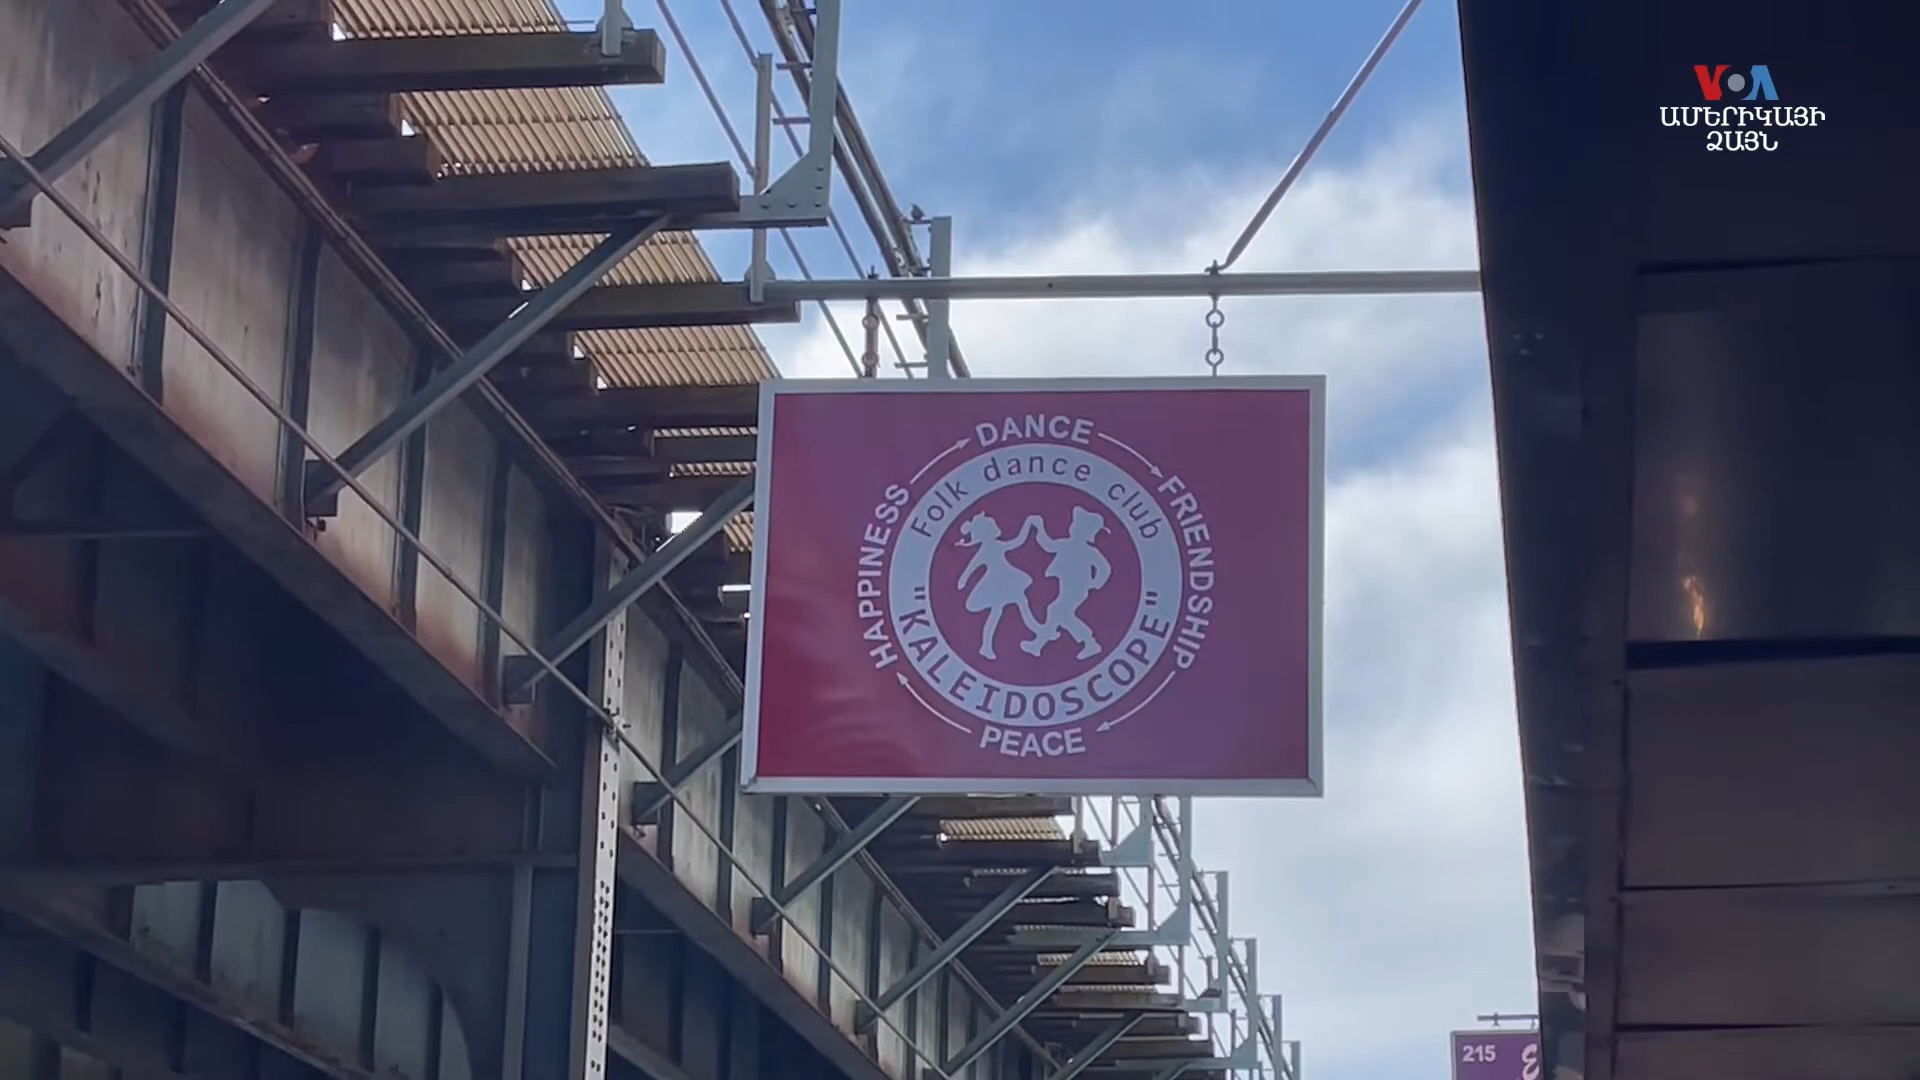 VOA
ԱՄԵՐԻԿԱՅԻ
ՁԱՅՆ
DANCE
FRIENDSHIP
PEACE
HAPPINESS
Folk dance club
"KALEIDOSCOPE"
215